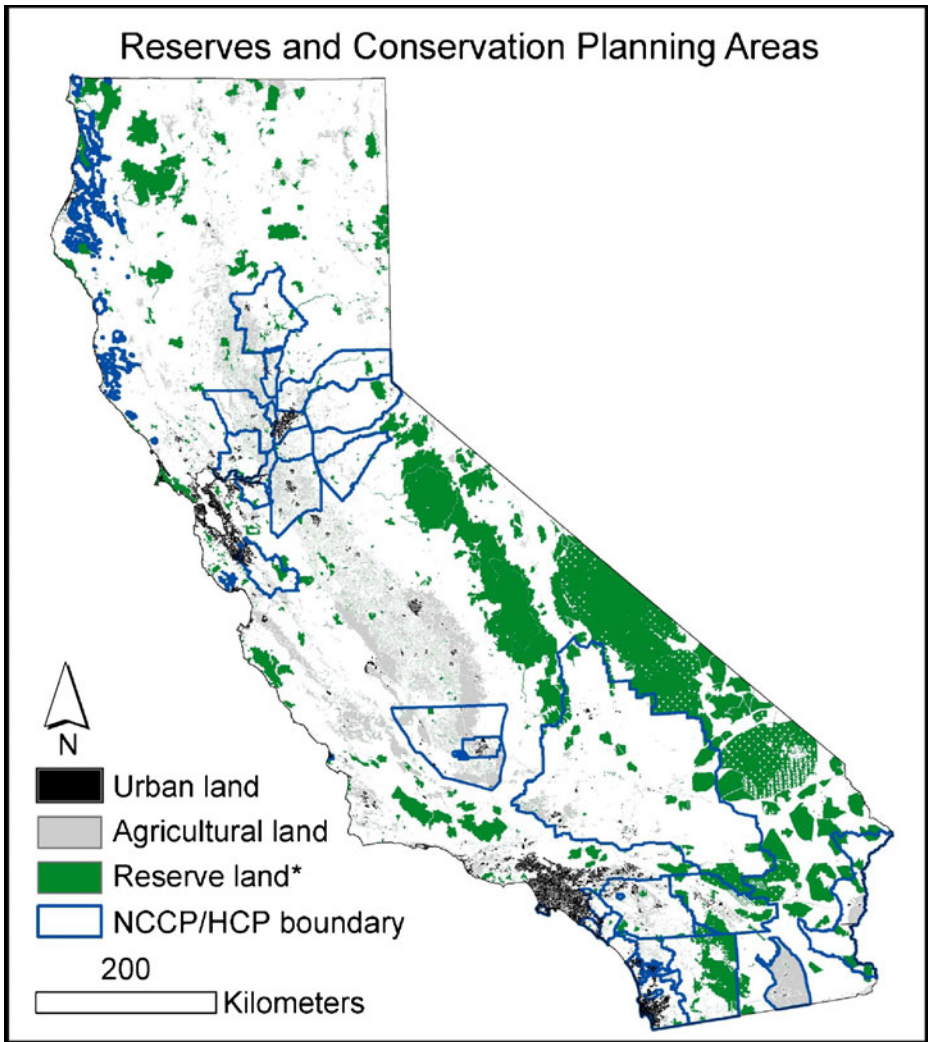 Reserves and Conservation Planning Areas
N
Urban land
Agricultural land
Reserve land*
NCCP/HCP boundary
200
Kilometers